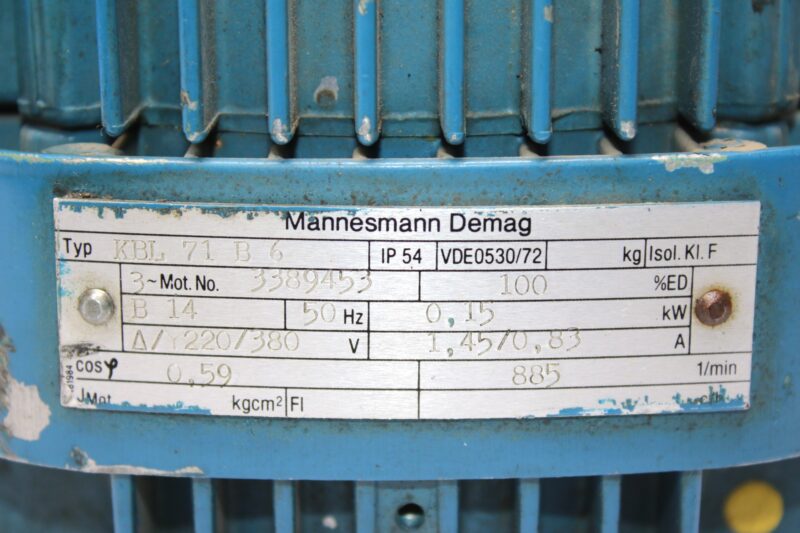 Mannesmann Demag
Typ KBL 71 B 6 IP 54 VDE0530/72 kg Isol. Kl. F
3~Mot. No. 3389453 100 %ED
B 14 50 Hz 0,15 kW
Δ/Y220/380 V 1,45/0,83 A
cosφ 0,59 885 1/min
JMot kgcm² FI